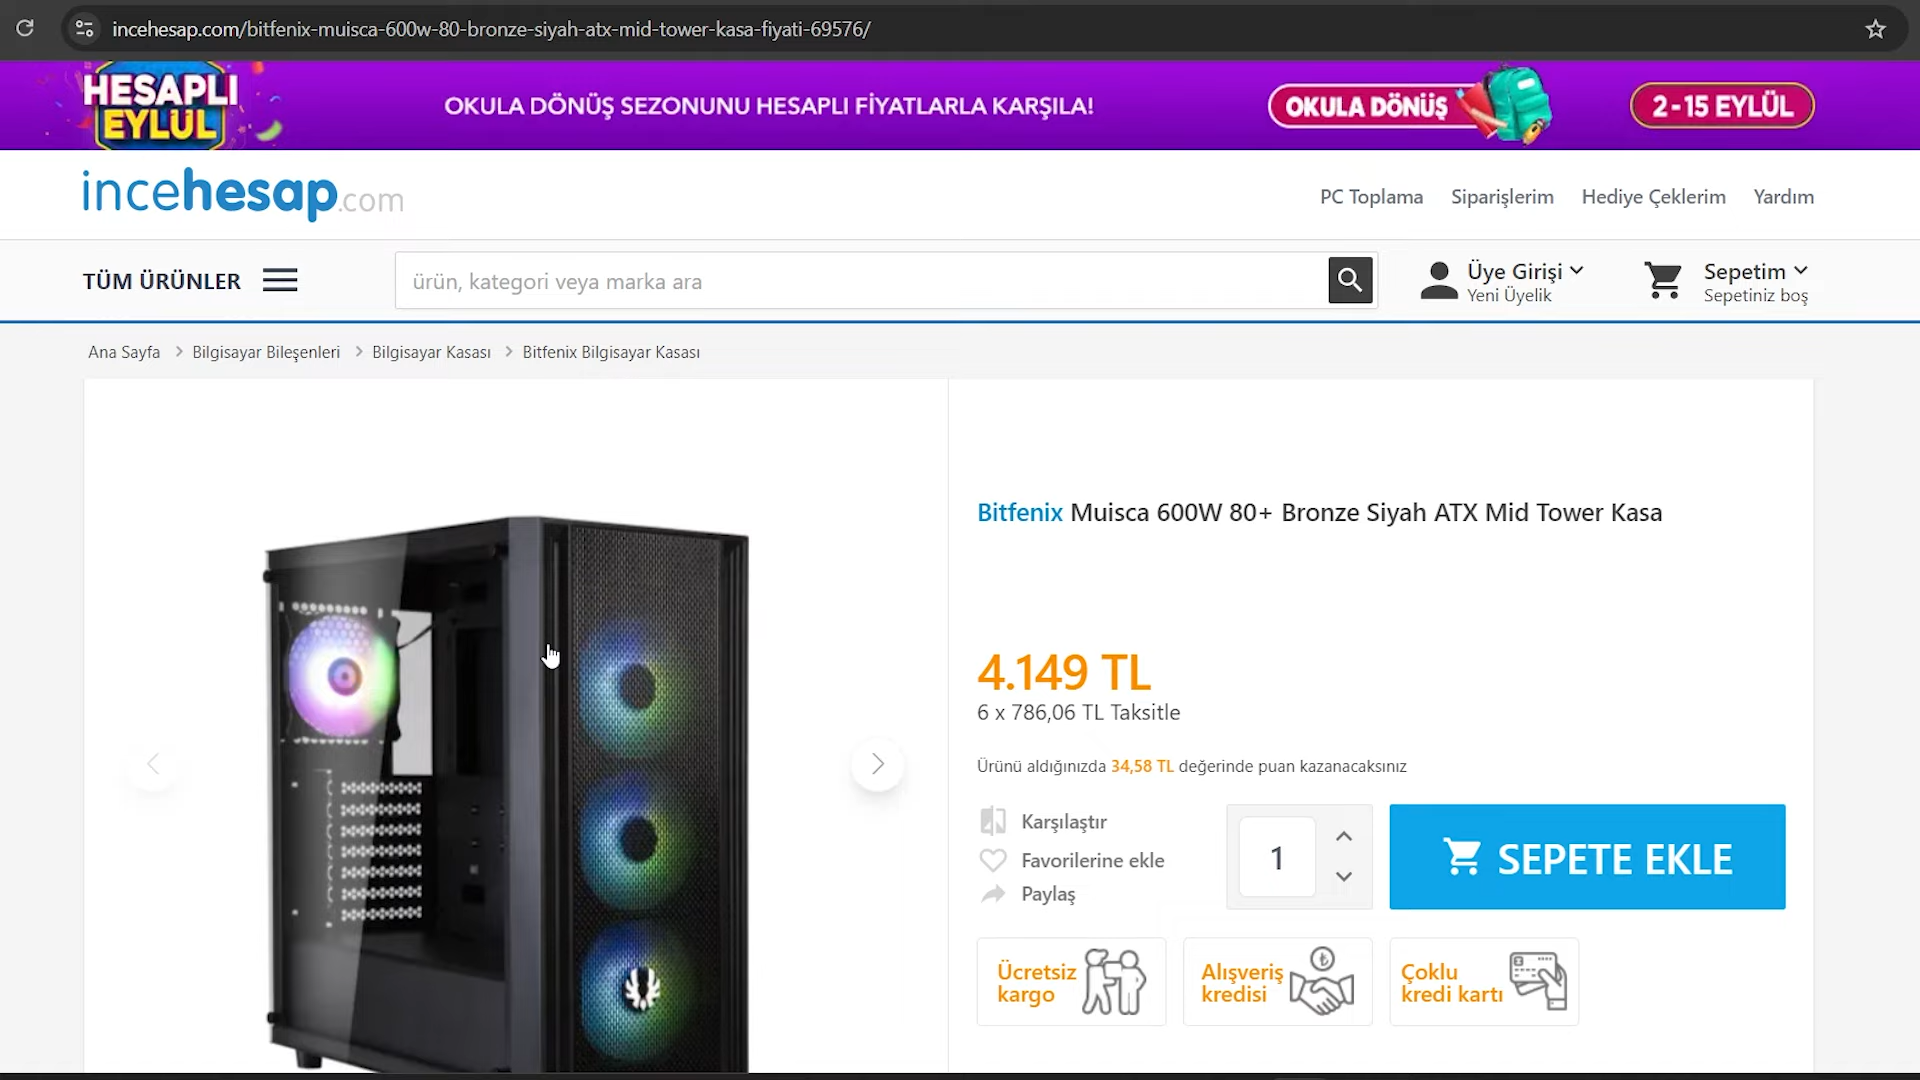 incehesap.com/bitfenix-muisca-600w-80-bronze-siyah-atx-mid-tower-kasa-fiyati-69576/
HESAPLI
EYLÜL
OKULA DÖNÜŞ SEZONUNU HESAPLI FİYATLARLA KARŞILA!
OKULA DÖNÜŞ
2-15 EYLÜL
incehesap.com
PC Toplama
Siparişlerim
Hediye Çeklerim
Yardım
TÜM ÜRÜNLER
ürün, kategori veya marka ara
Üye Girişi
Yeni Üyelik
Sepetim
Sepetiniz boş
Ana Sayfa > Bilgisayar Bileşenleri > Bilgisayar Kasası > Bitfenix Bilgisayar Kasası
Bitfenix Muisca 600W 80+ Bronze Siyah ATX Mid Tower Kasa
4.149 TL
6 x 786,06 TL Taksitle
Ürünü aldığınızda 34,58 TL değerinde puan kazanacaksınız
Karşılaştır
Favorilerine ekle
Paylaş
1
SEPETE EKLE
Ücretsiz
kargo
Alışveriş
kredisi
Çoklu
kredi kartı